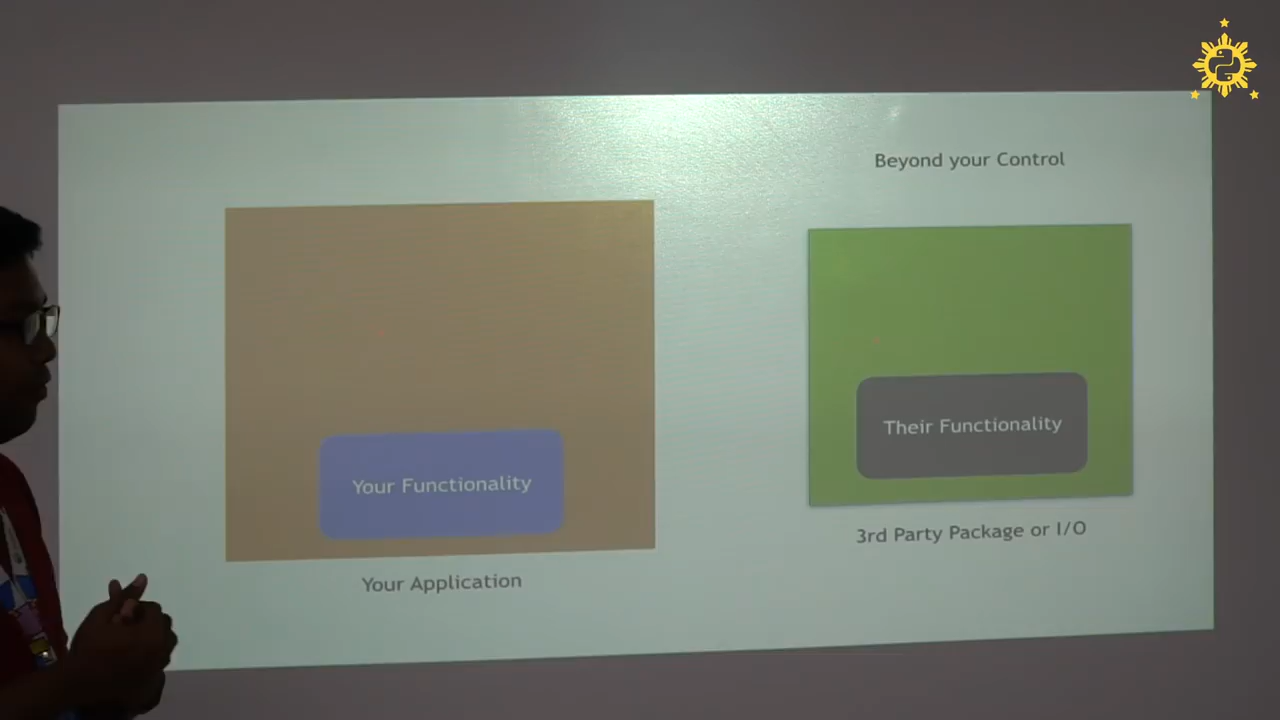 Beyond your Control
Their Functionality
Your Functionality
3rd Party Package or I/O
Your Application